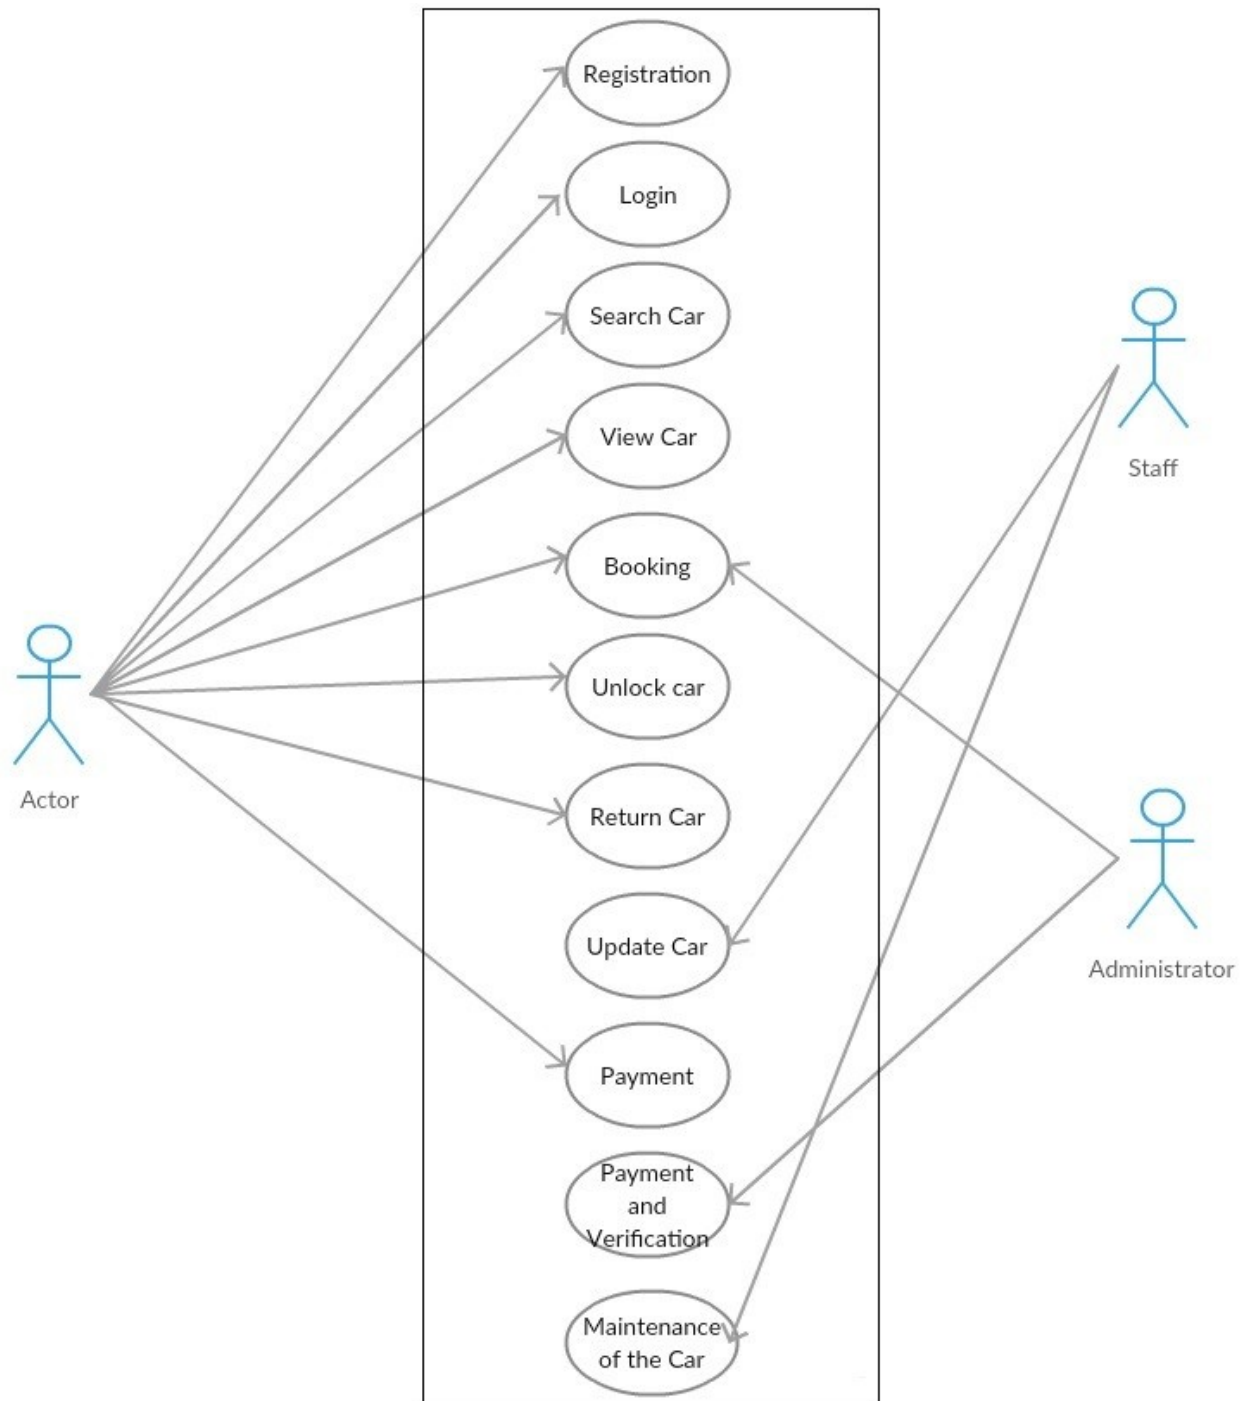 Registration
Login
Search Car
View Car
Booking
Unlock car
Return Car
Update Car
Payment
Payment
and
Verification
Maintenance
of the Car
Actor
Staff
Administrator